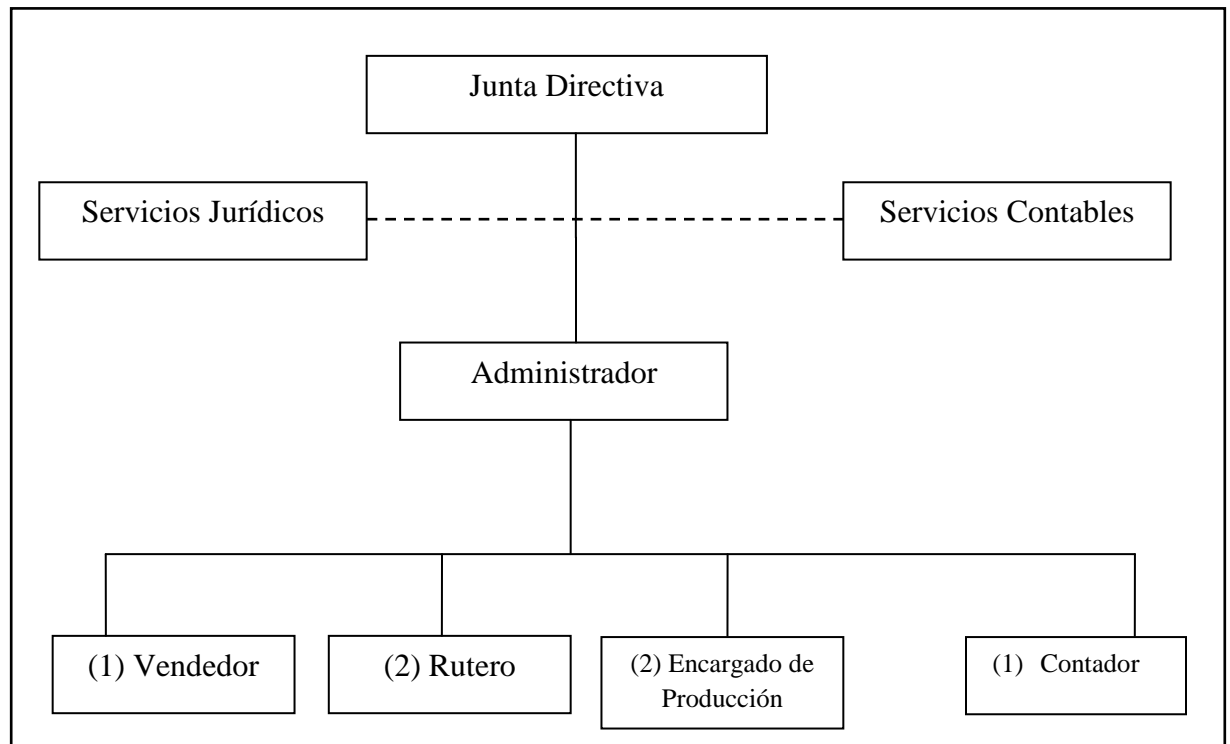 Junta Directiva
Servicios Jurídicos
Servicios Contables
Administrador
(1) Vendedor
(2) Rutero
(2) Encargado de
Producción
(1) Contador